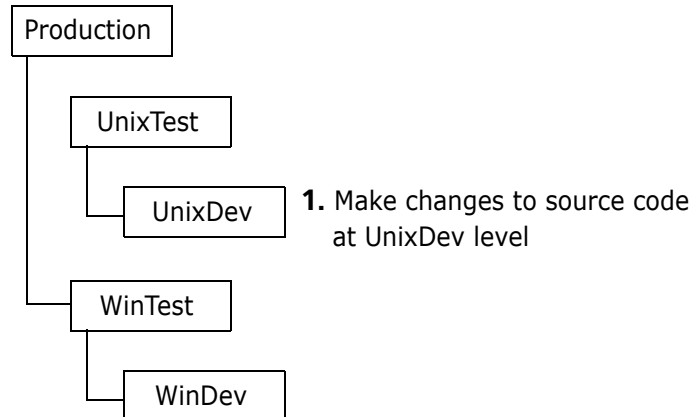 Production
UnixTest
UnixDev
1. Make changes to source code
at UnixDev level
WinTest
WinDev